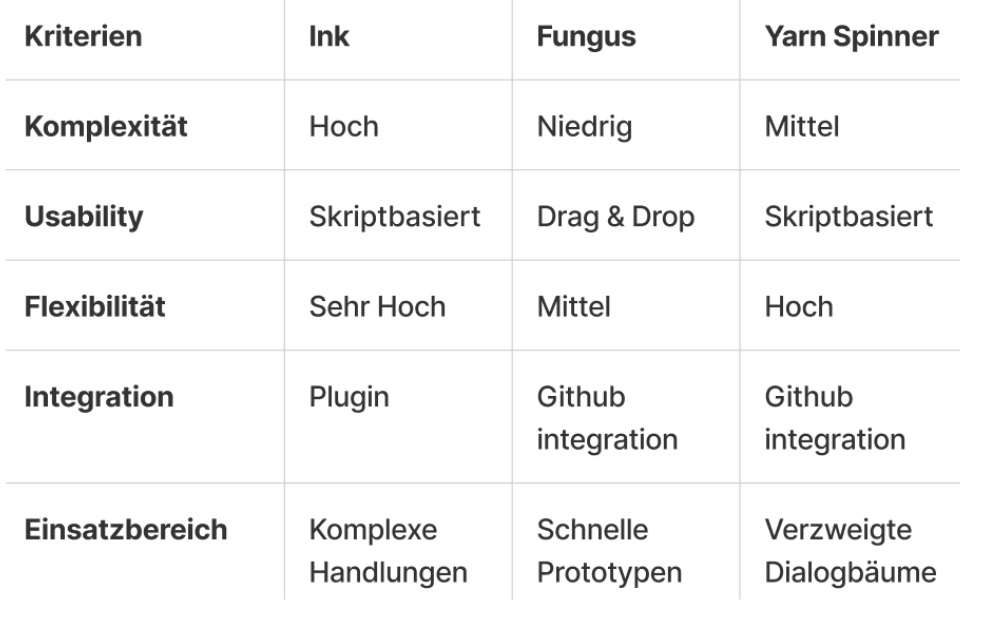 Kriterien Ink Fungus Yarn Spinner
Komplexität Hoch Niedrig Mittel
Usability Skriptbasiert Drag & Drop Skriptbasiert
Flexibilität Sehr Hoch Mittel Hoch
Integration Plugin Github Github
integration integration
Einsatzbereich Komplexe Schnelle Verzweigte
Handlungen Prototypen Dialogbäume